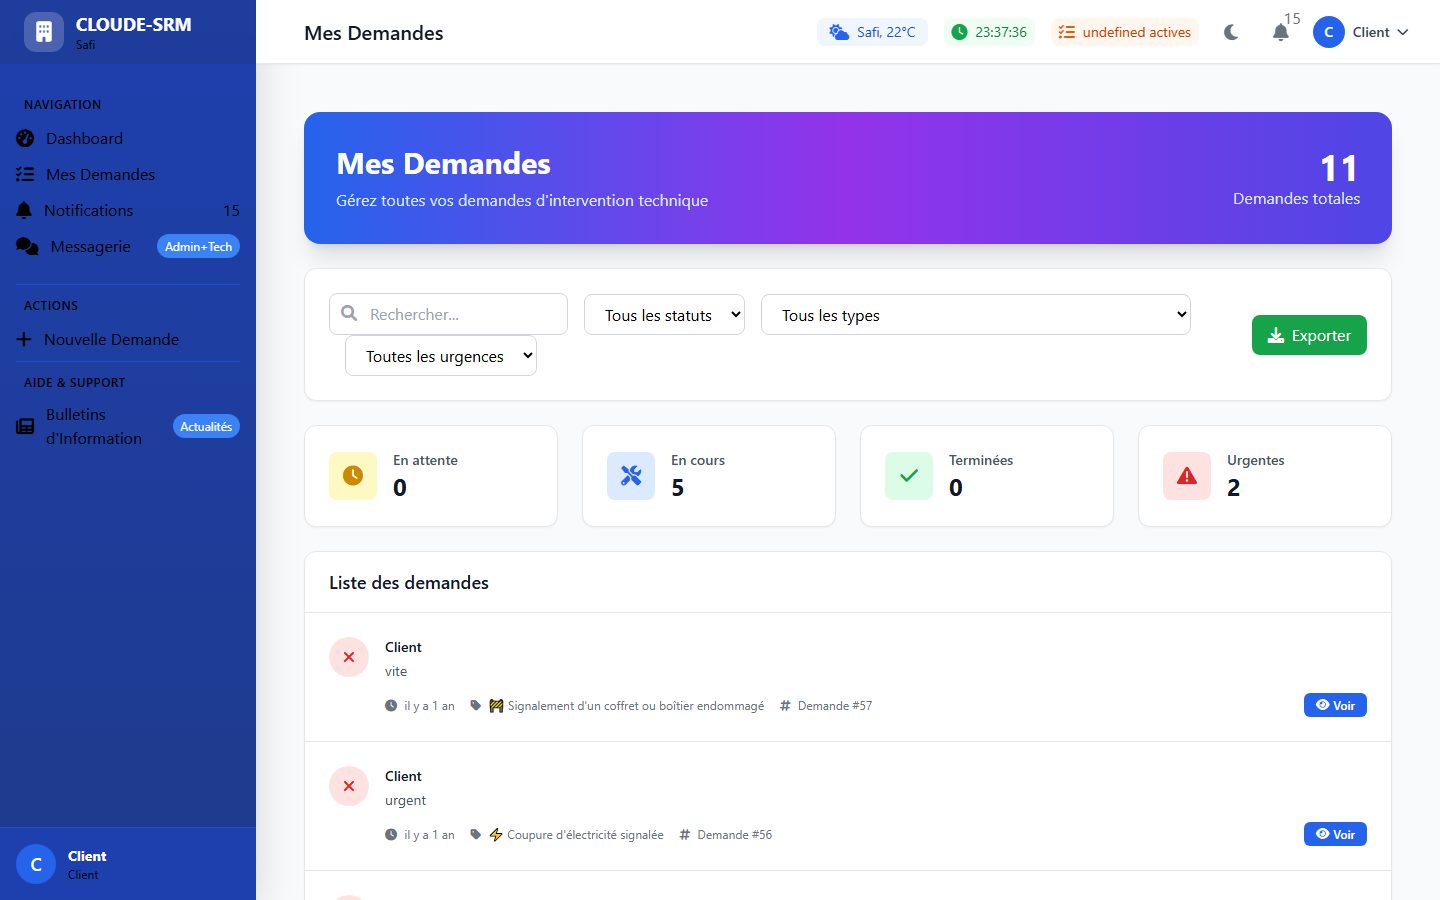 CLOUDE-SRM
Safi
NAVIGATION
Dashboard
Mes Demandes
Notifications 15
Messagerie Admin+Tech
ACTIONS
Nouvelle Demande
AIDE & SUPPORT
Bulletins
d'Information
Actualités
C
Client
Client
Mes Demandes
Safi, 22°C
23:37:36
undefined actives
15
C
Client
Mes Demandes
Gérez toutes vos demandes d'intervention technique
11
Demandes totales
Rechercher...
Tous les statuts
Tous les types
Toutes les urgences
Exporter
En attente
0
En cours
5
Terminées
0
Urgentes
2
Liste des demandes
Client
vite
il y a 1 an Signalement d'un coffret ou boîtier endommagé # Demande #57
Voir
Client
urgent
il y a 1 an Coupure d'électricité signalée # Demande #56
Voir